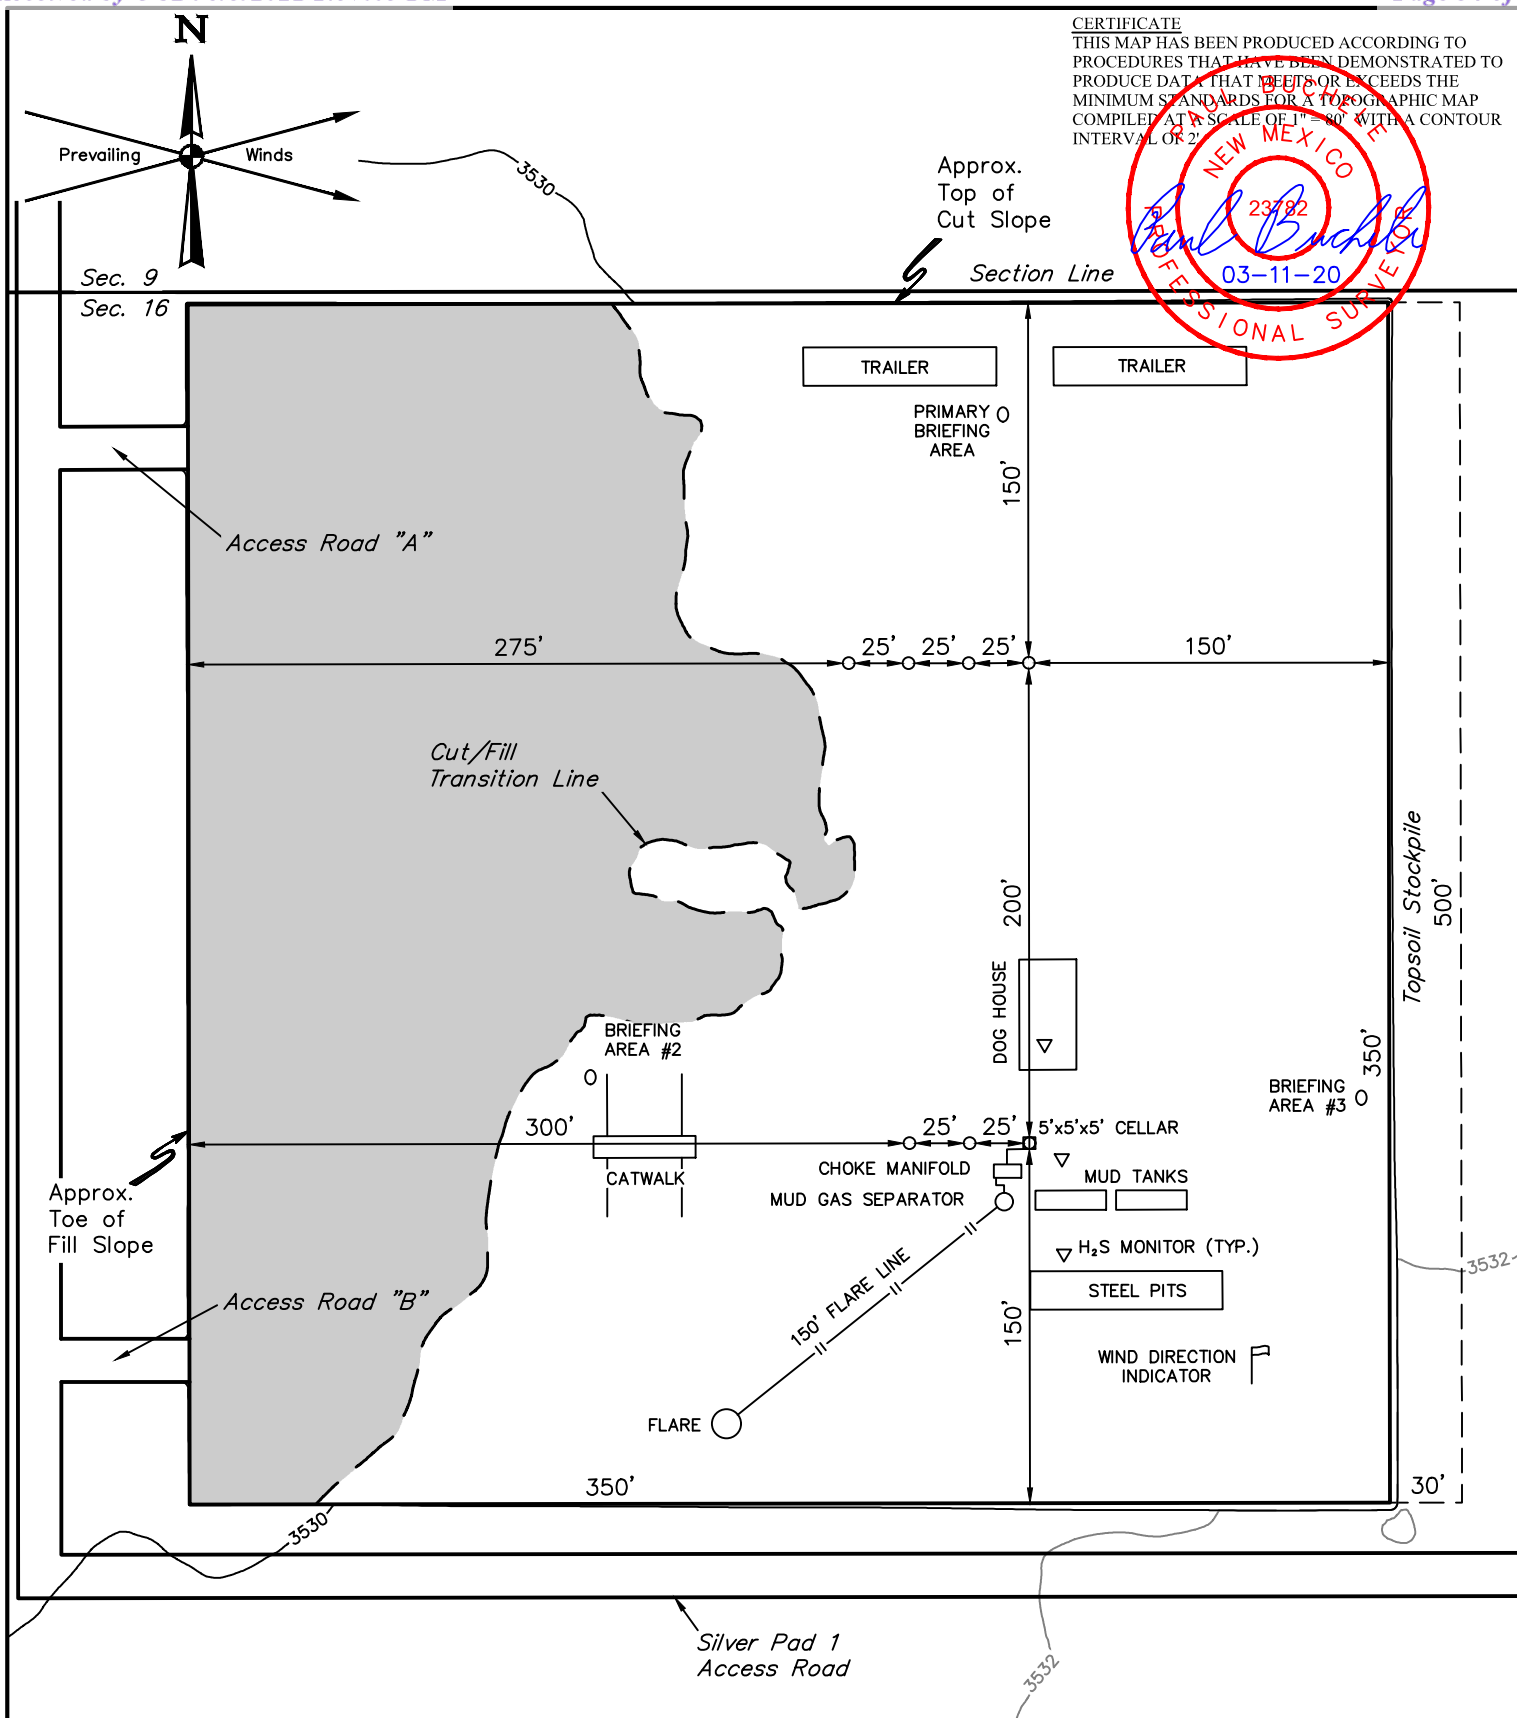 N
Prevailing Winds
CERTIFICATE
THIS MAP HAS BEEN PRODUCED ACCORDING TO
PROCEDURES THAT HAVE BEEN DEMONSTRATED TO
PRODUCE DATA THAT MEETS OR EXCEEDS THE
MINIMUM STANDARDS FOR A TOPOGRAPHIC MAP
COMPILED AT A SCALE OF 1" = 80' WITH A CONTOUR
INTERVAL OF 2'.
PAUL BUCHELE
NEW MEXICO
23782
PROFESSIONAL SURVEYOR
Paul Buchele
03-11-20
3530
Approx.
Top of
Cut Slope
Section Line
Sec. 9
Sec. 16
TRAILER
TRAILER
PRIMARY
BRIEFING
AREA
150'
Access Road "A"
275'
25'
25'
25'
150'
Cut/Fill
Transition Line
200'
Topsoil Stockpile
500'
DOG HOUSE
BRIEFING
AREA #2
350'
BRIEFING
AREA #3
300'
25'
25'
5'x5'x5' CELLAR
CATWALK
CHOKE MANIFOLD
MUD TANKS
MUD GAS SEPARATOR
Approx.
Toe of
Fill Slope
H₂S MONITOR (TYP.)
3532
STEEL PITS
150' FLARE LINE
150'
Access Road "B"
WIND DIRECTION
INDICATOR
FLARE
350'
30'
3530
Silver Pad 1
Access Road
3532